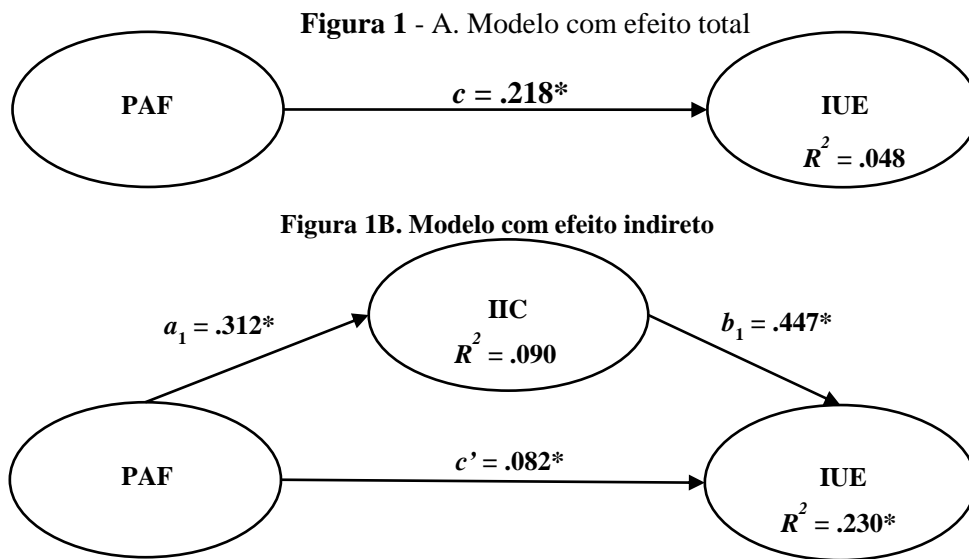 Figura 1 - A. Modelo com efeito total
PAF
c = .218*
IUE
R² = .048
Figura 1B. Modelo com efeito indireto
IIC
R² = .090
a₁ = .312*
b₁ = .447*
PAF
c’ = .082*
IUE
R² = .230*